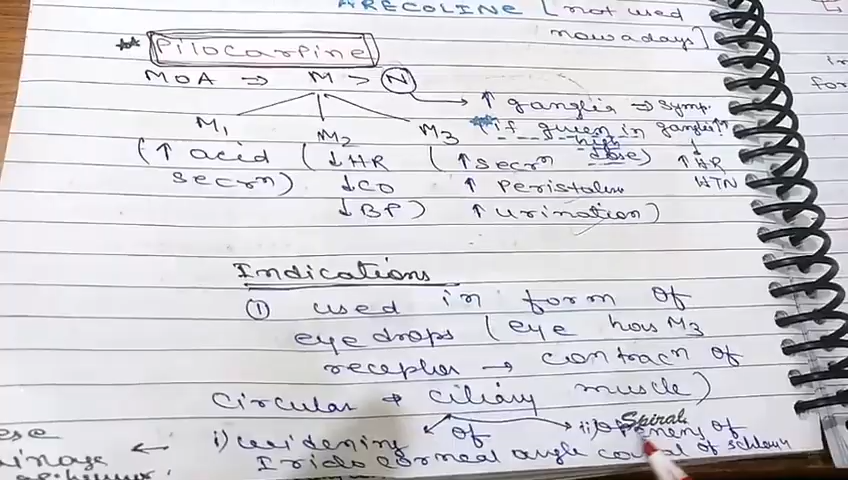 ARECOLINE (not used
nowadays]
** Pilocarpine
MOA ⇒ M > N
→ ↑ ganglia ⇒ symp.
M1 M2 M3 (if given in ganglia)
high
(↑ acid (↓HR (↑ secrn dose) ↑ HR
secrn) ↓CO ↑ Peristalsis HTN
↓BP) ↑ urination)
Indications
① used in form of
eye drops (eye has M3
receptor → contracn of
circular + ciliary muscle)
Spiral
i) widening of ii) opening of
Irido corneal angle canal of schlemm